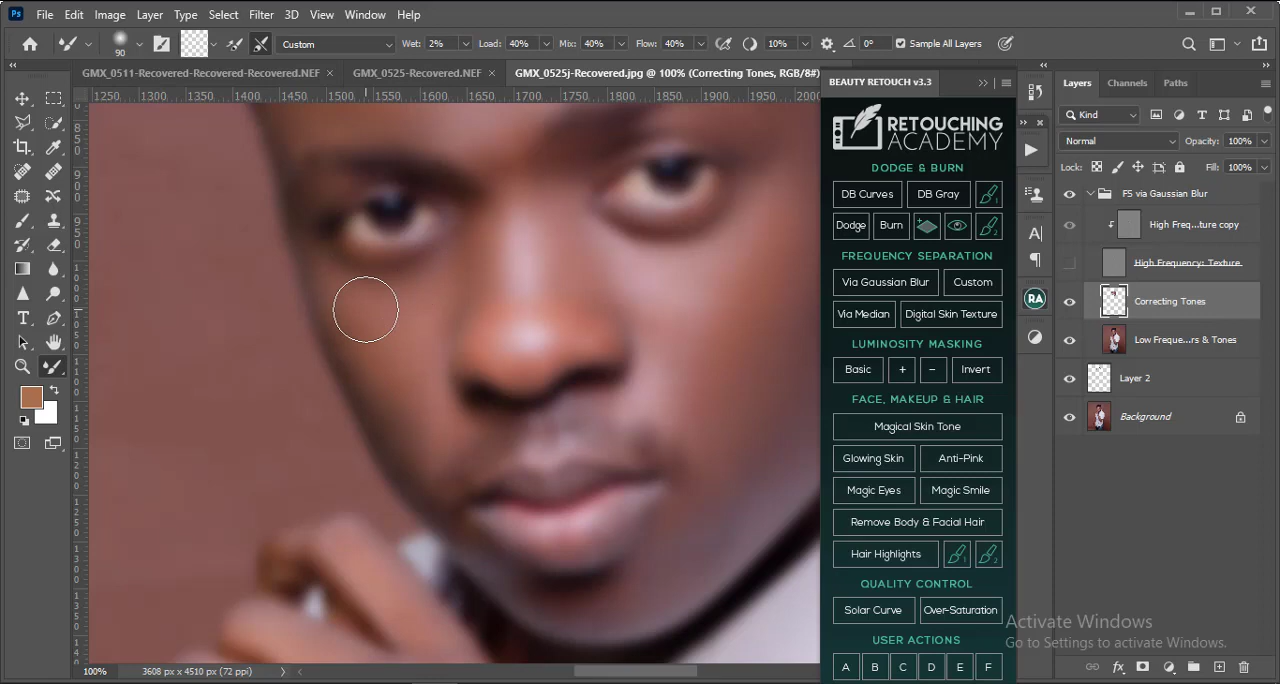 Ps File Edit Image Layer Type Select Filter 3D View Window Help
90 Custom Wet: 2% Load: 40% Mix: 40% Flow: 40% 10% 0° Sample All Layers
GMX_0511-Recovered-Recovered-Recovered.NEF × GMX_0525-Recovered.NEF × GMX_0525j-Recovered.jpg @ 100% (Correcting Tones, RGB/8#)
1250 1300 1350 1400 1450 1500 1550 1600 1650 1700 1750 1800 1850 1900 1950 2000
BEAUTY RETOUCH v3.3
RETOUCHING
ACADEMY
DODGE & BURN
DB Curves DB Gray 1
Dodge Burn 2
FREQUENCY SEPARATION
Via Gaussian Blur Custom
Via Median Digital Skin Texture
LUMINOSITY MASKING
Basic + − Invert
FACE, MAKEUP & HAIR
Magical Skin Tone
Glowing Skin Anti-Pink
Magic Eyes Magic Smile
Remove Body & Facial Hair
Hair Highlights 1 2
QUALITY CONTROL
Solar Curve Over-Saturation
USER ACTIONS
A B C D E F
RA
Layers Channels Paths
Kind
Normal Opacity: 100%
Lock: Fill: 100%
FS via Gaussian Blur
High Freq...ture copy
High Frequency: Texture
Correcting Tones
Low Freque...rs & Tones
Layer 2
Background
Activate Windows
Go to Settings to activate Windows.
100% 3608 px x 4510 px (72 ppi)
fx